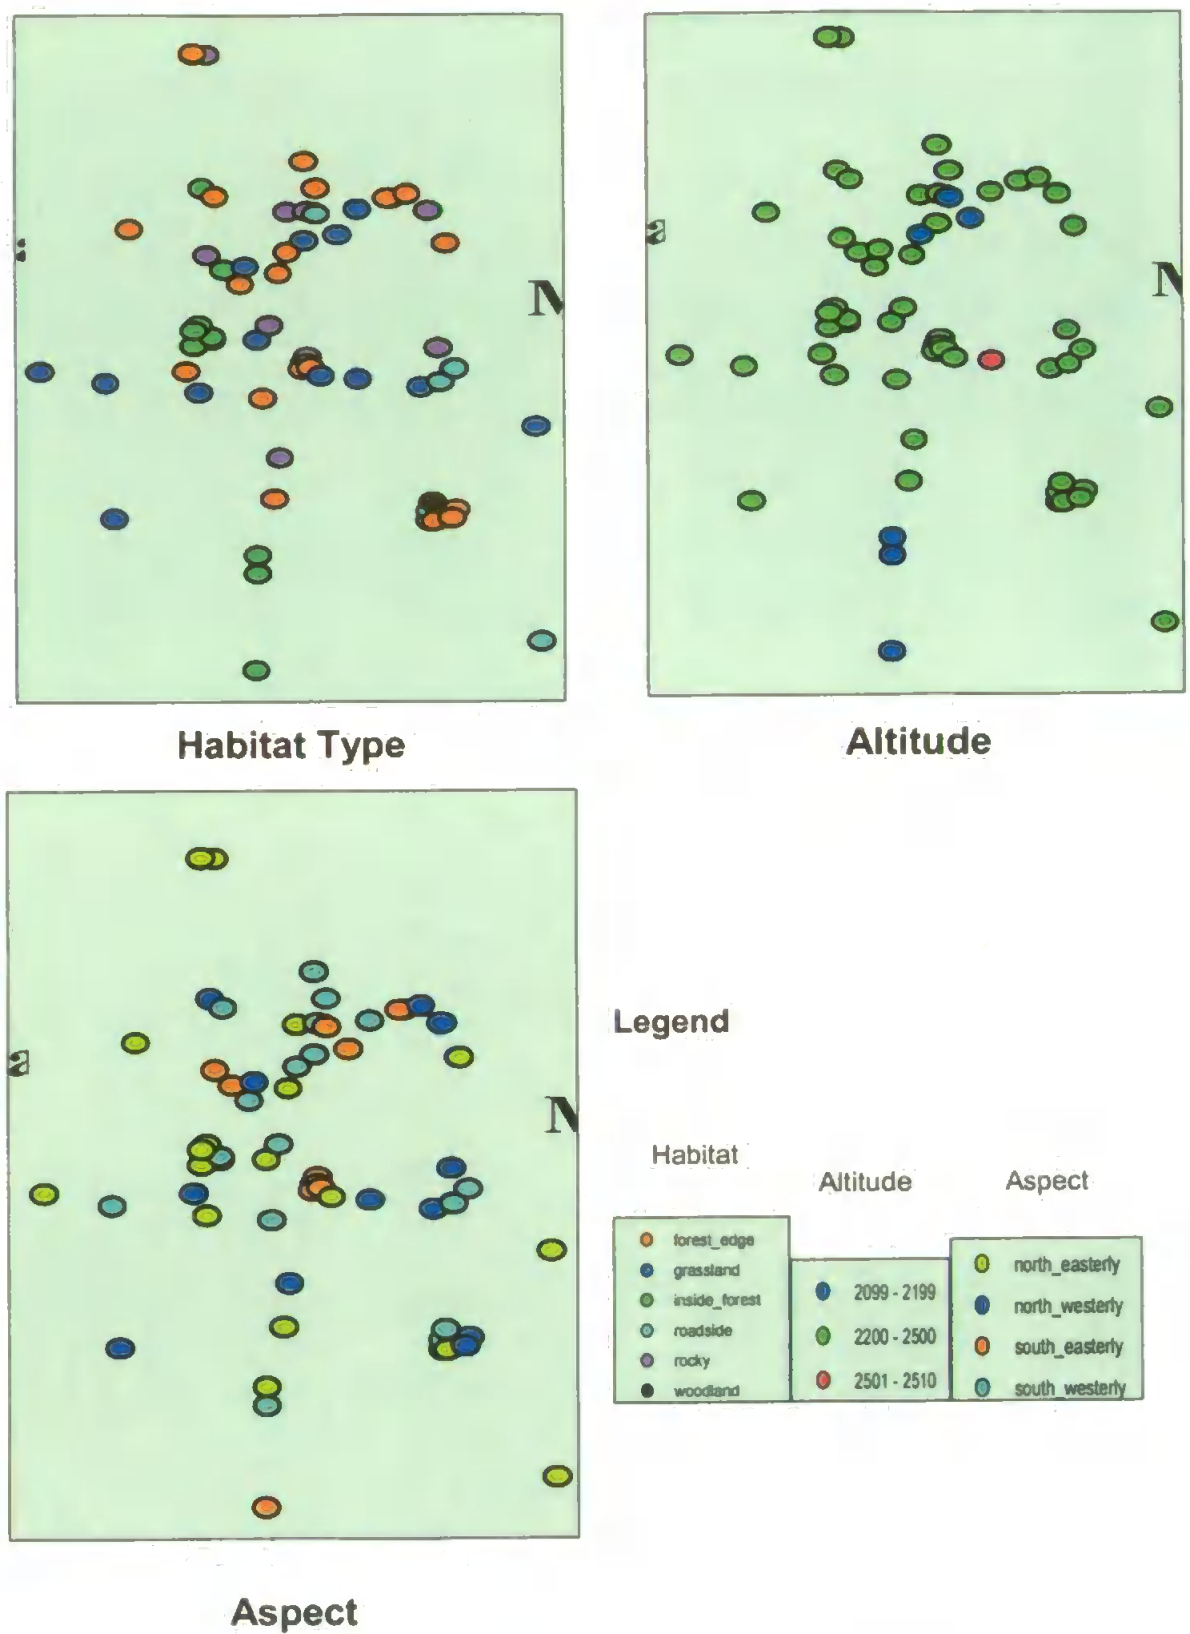 N
N
Habitat Type
Altitude
N
Legend
Habitat
Altitude
Aspect
forest_edge
grassland
inside_forest
roadside
rocky
woodland
2099 - 2199
2200 - 2500
2501 - 2510
north_easterly
north_westerly
south_easterly
south_westerly
Aspect